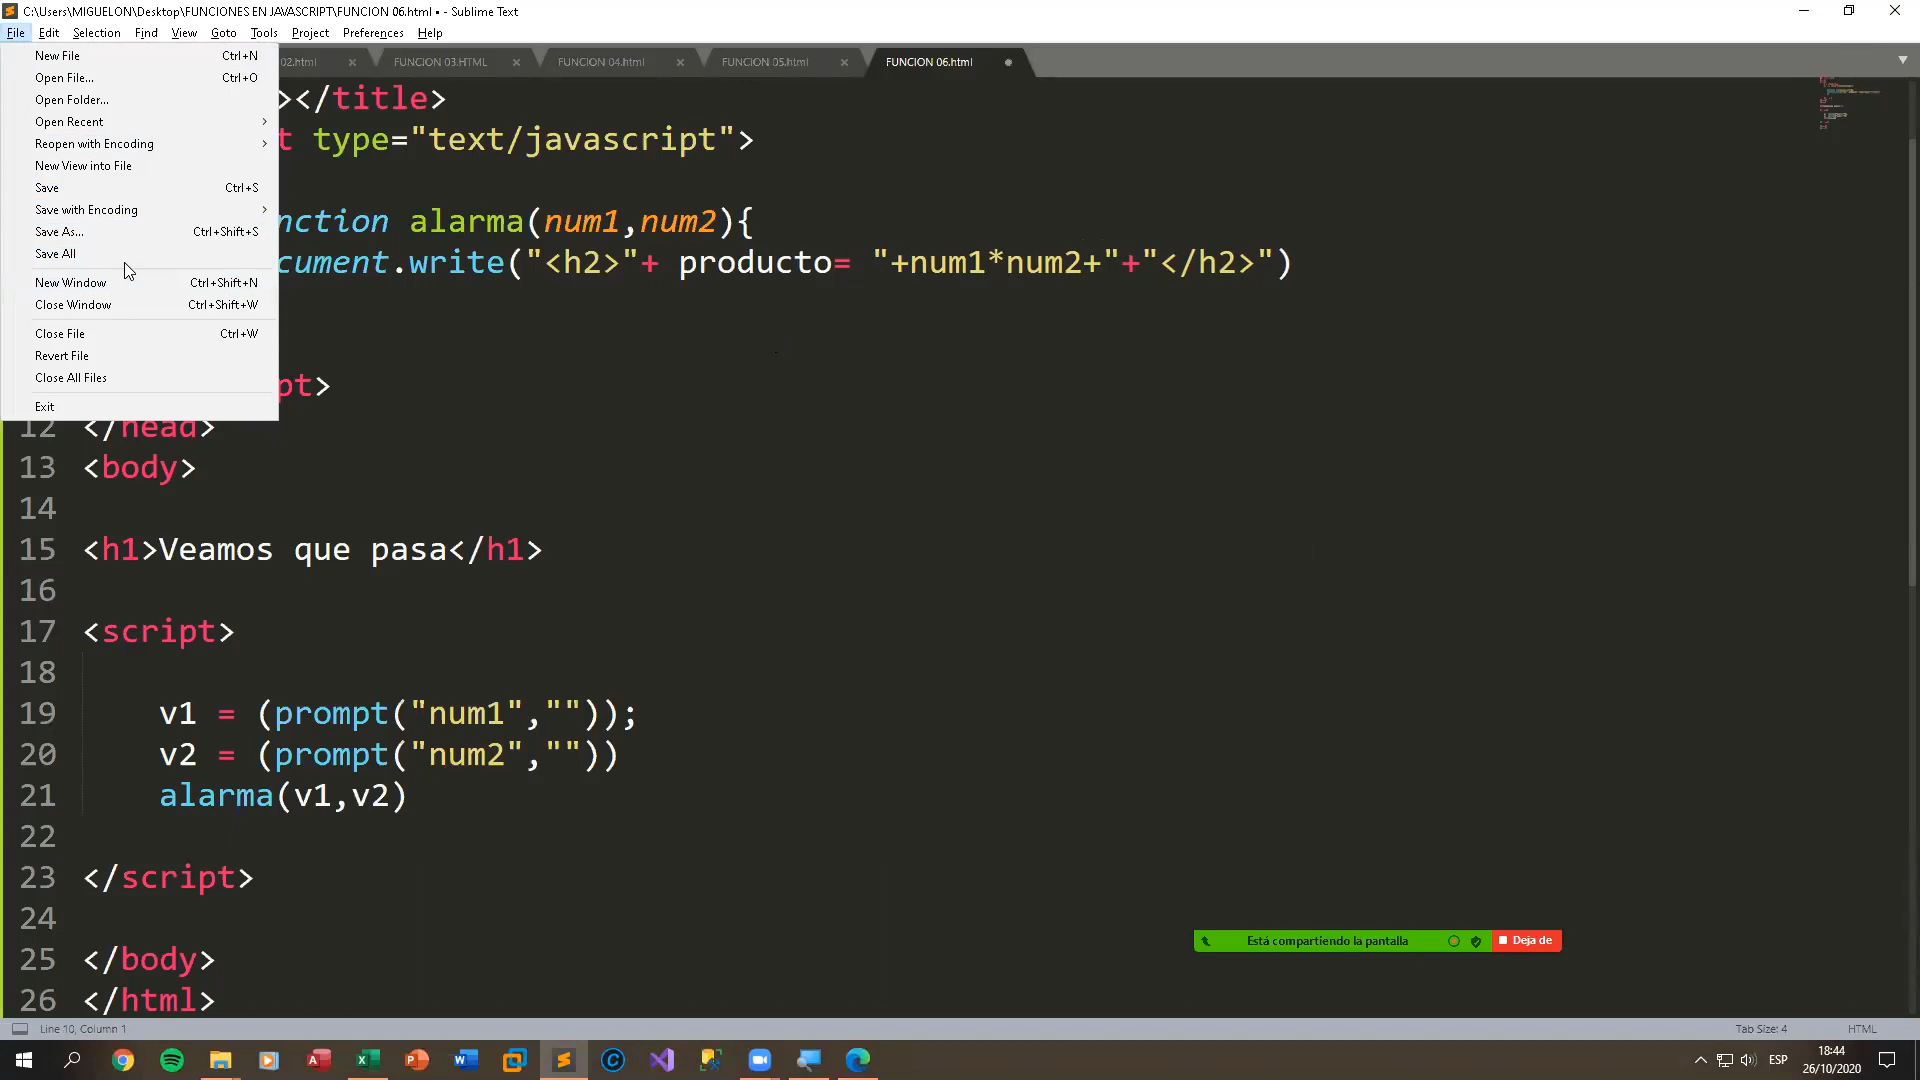 C:\Users\MIGUELON\Desktop\FUNCIONES EN JAVASCRIPT\FUNCION 06.html • - Sublime Text
File Edit Selection Find View Goto Tools Project Preferences Help
02.html × FUNCION 03.HTML × FUNCION 04.html × FUNCION 05.html × FUNCION 06.html
New File Ctrl+N
Open File... Ctrl+O
Open Folder...
Open Recent
Reopen with Encoding
New View into File
Save Ctrl+S
Save with Encoding
Save As... Ctrl+Shift+S
Save All
New Window Ctrl+Shift+N
Close Window Ctrl+Shift+W
Close File Ctrl+W
Revert File
Close All Files
Exit
></title>
t type="text/javascript">
nction alarma(num1,num2){
cument.write("<h2>"+ producto= "+num1*num2+"+"</h2>")
pt>
12 </head>
13 <body>
14
15 <h1>Veamos que pasa</h1>
16
17 <script>
18
19 v1 = (prompt("num1",""));
20 v2 = (prompt("num2",""))
21 alarma(v1,v2)
22
23 </script>
24
25 </body>
26 </html>
Está compartiendo la pantalla Deja de
Line 10, Column 1 Tab Size: 4 HTML
ESP 18:44
26/10/2020